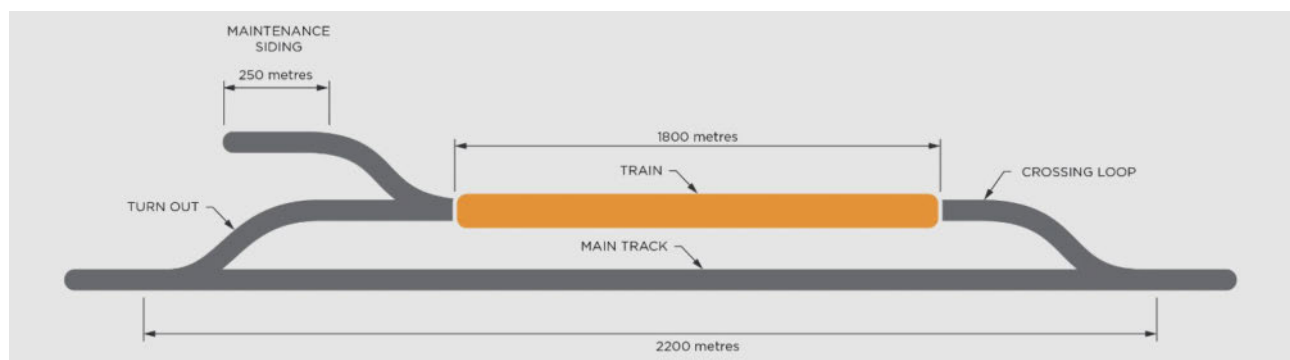 MAINTENANCE
SIDING
250 metres
1800 metres
TRAIN
CROSSING LOOP
TURN OUT
MAIN TRACK
2200 metres